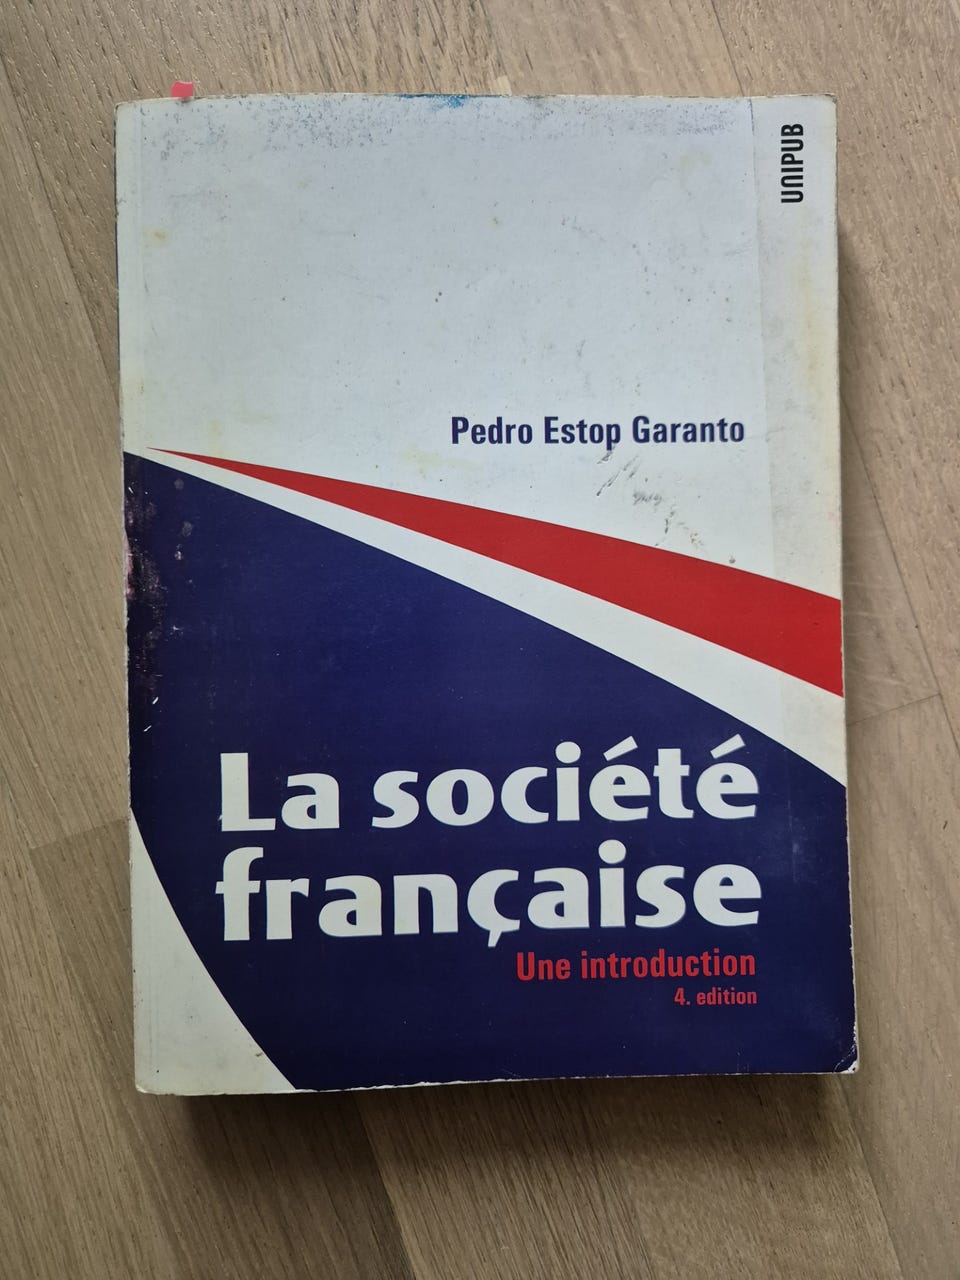 UNIPUB
Pedro Estop Garanto
La société
française
Une introduction
4. edition